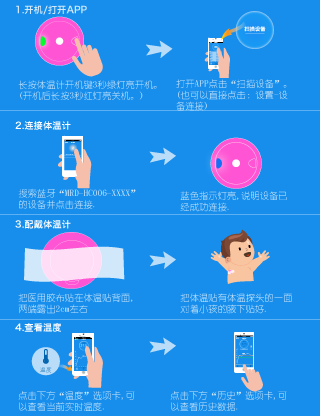 1.开机/打开APP
扫描设备
长按体温计开机键3秒绿灯亮开机。
(开机后长按3秒红灯亮关机。)
打开APP点击“扫描设备”。
(也可以直接点击：设置-设
备连接)
2.连接体温计
搜索蓝牙“MRD-HC006-XXXX”
的设备并点击连接.
蓝色指示灯亮,说明设备已
经成功连接.
3.配戴体温计
把医用胶布贴在体温贴背面,
两端露出2cm左右
把体温贴有体温探头的一面
对着小孩的腋下贴好.
4.查看温度
温度
点击下方“温度”选项卡,可
以查看当前实时温度.
点击下方“历史”选项卡,可
以查看历史数据.